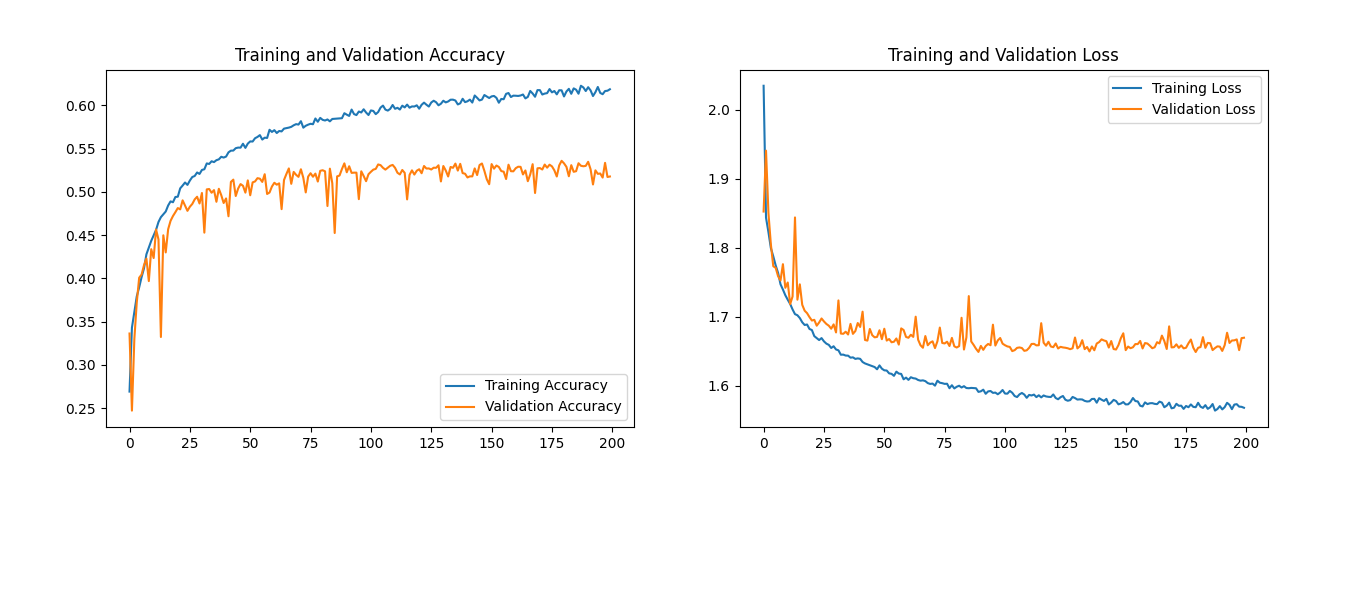 Training and Validation Accuracy
0.60
0.55
0.50
0.45
0.40
0.35
0.30
0.25
Training Accuracy
Validation Accuracy
0 25 50 75 100 125 150 175 200
Training and Validation Loss
Training Loss
Validation Loss
2.0
1.9
1.8
1.7
1.6
0 25 50 75 100 125 150 175 200